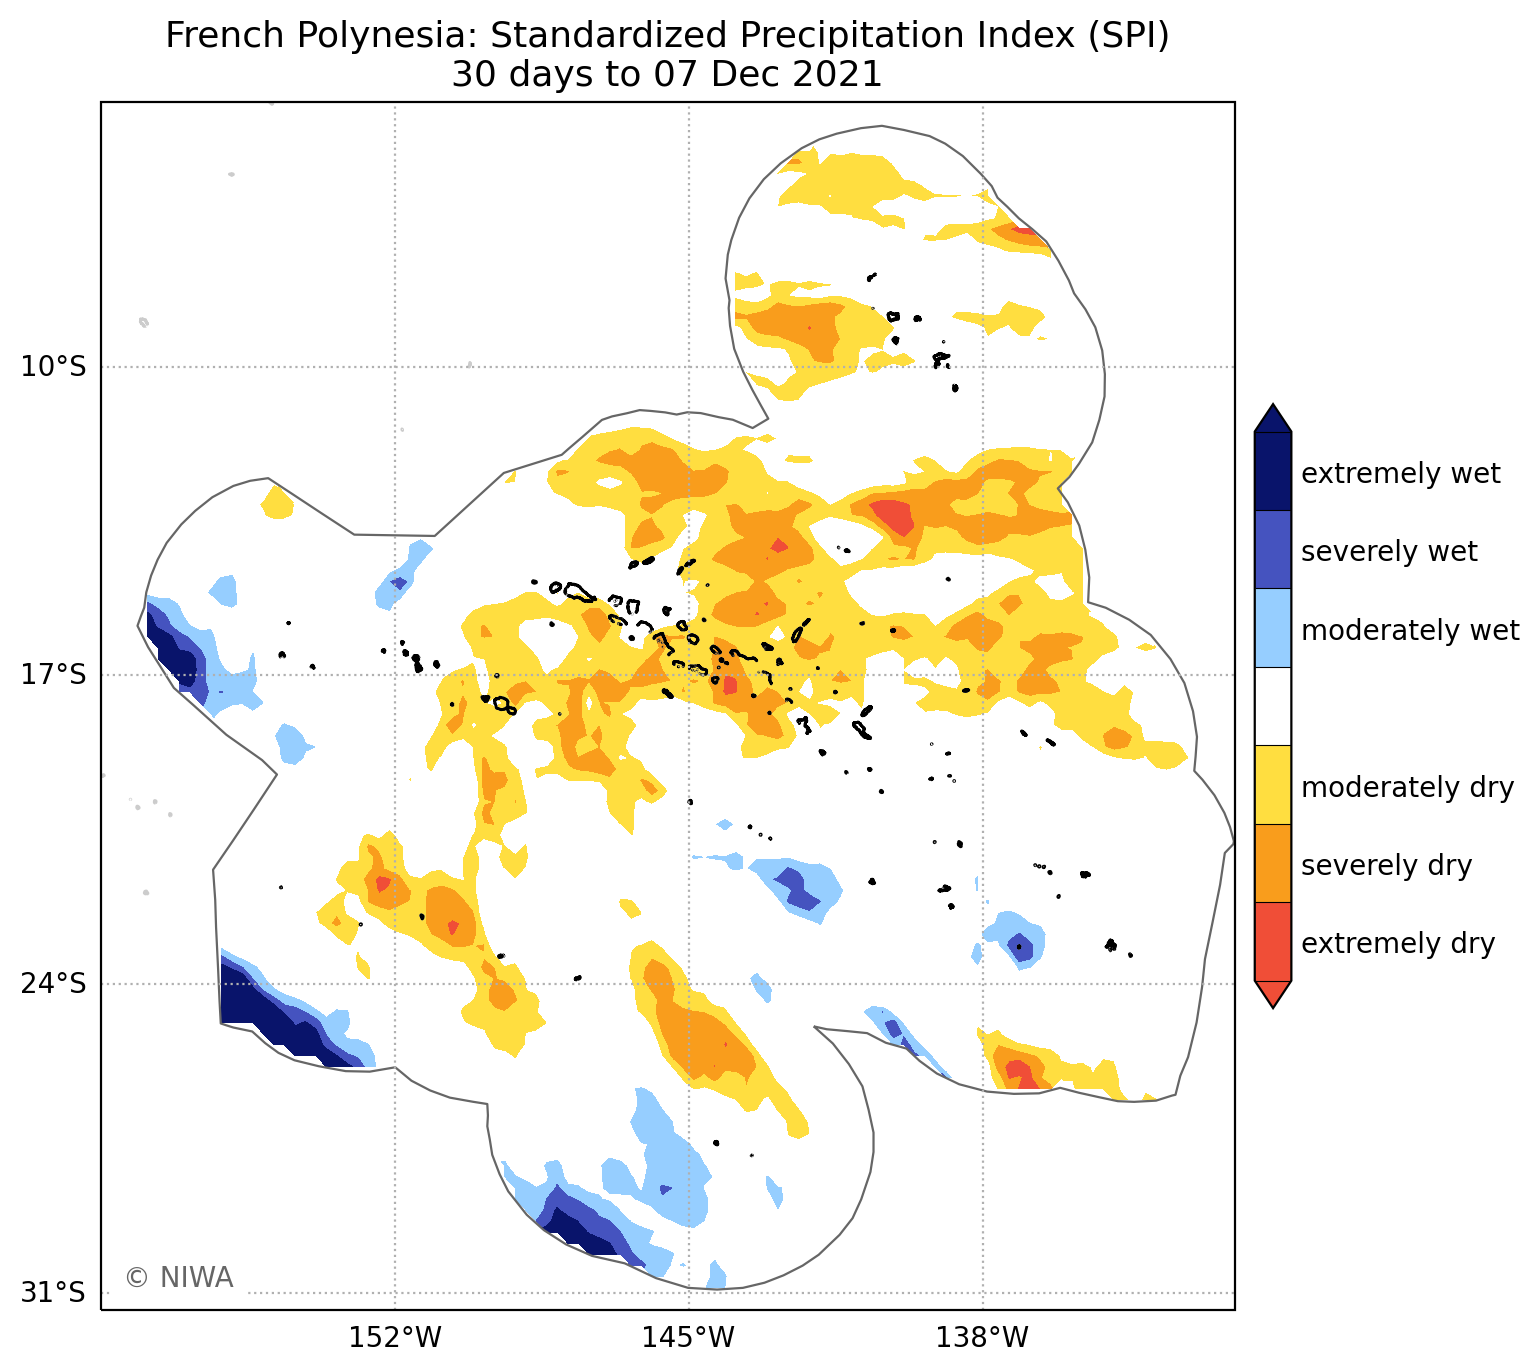 French Polynesia: Standardized Precipitation Index (SPI)
30 days to 07 Dec 2021
10°S
17°S
24°S
31°S
152°W
145°W
138°W
extremely wet
severely wet
moderately wet
moderately dry
severely dry
extremely dry
© NIWA